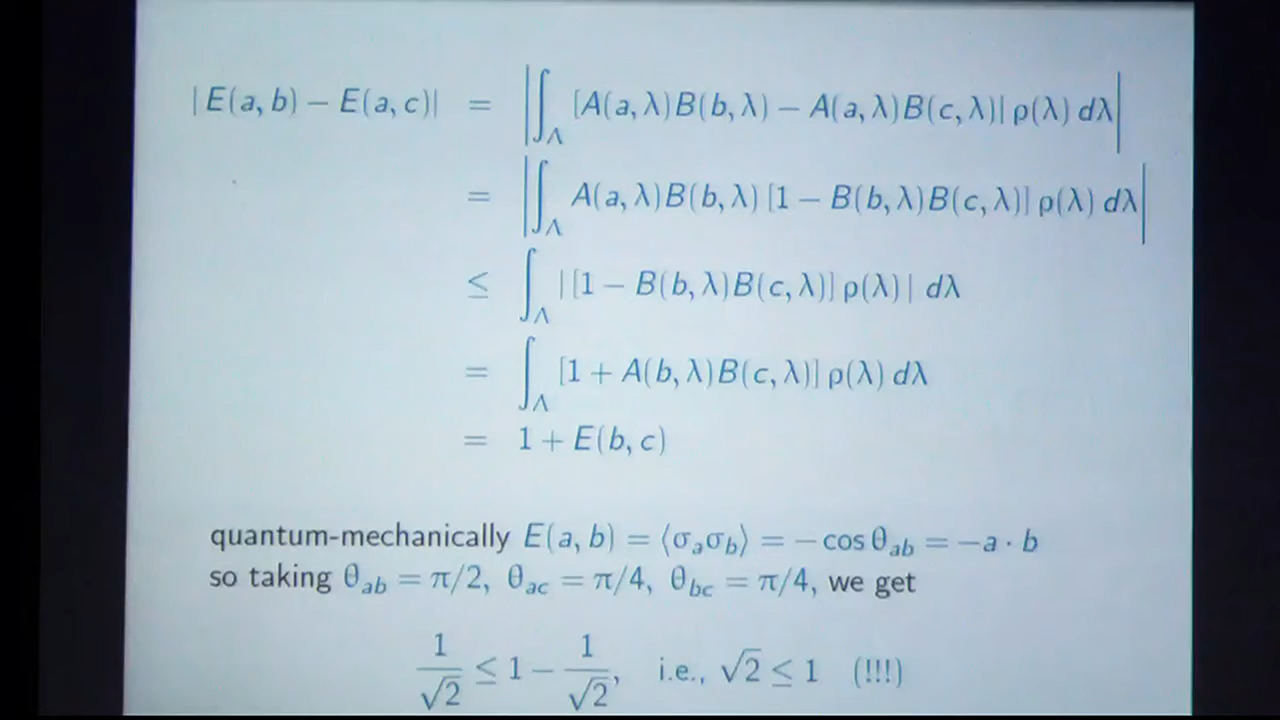 |E(a, b) − E(a, c)| = |∫_Λ [A(a, λ)B(b, λ) − A(a, λ)B(c, λ)] ρ(λ) dλ|
= |∫_Λ A(a, λ)B(b, λ) [1 − B(b, λ)B(c, λ)] ρ(λ) dλ|
≤ ∫_Λ |[1 − B(b, λ)B(c, λ)] ρ(λ)| dλ
= ∫_Λ [1 + A(b, λ)B(c, λ)] ρ(λ) dλ
= 1 + E(b, c)
quantum-mechanically E(a, b) = ⟨σ_a σ_b⟩ = − cos θ_ab = −a · b
so taking θ_ab = π/2, θ_ac = π/4, θ_bc = π/4, we get
1/√2 ≤ 1 − 1/√2, i.e., √2 ≤ 1 (!!!)